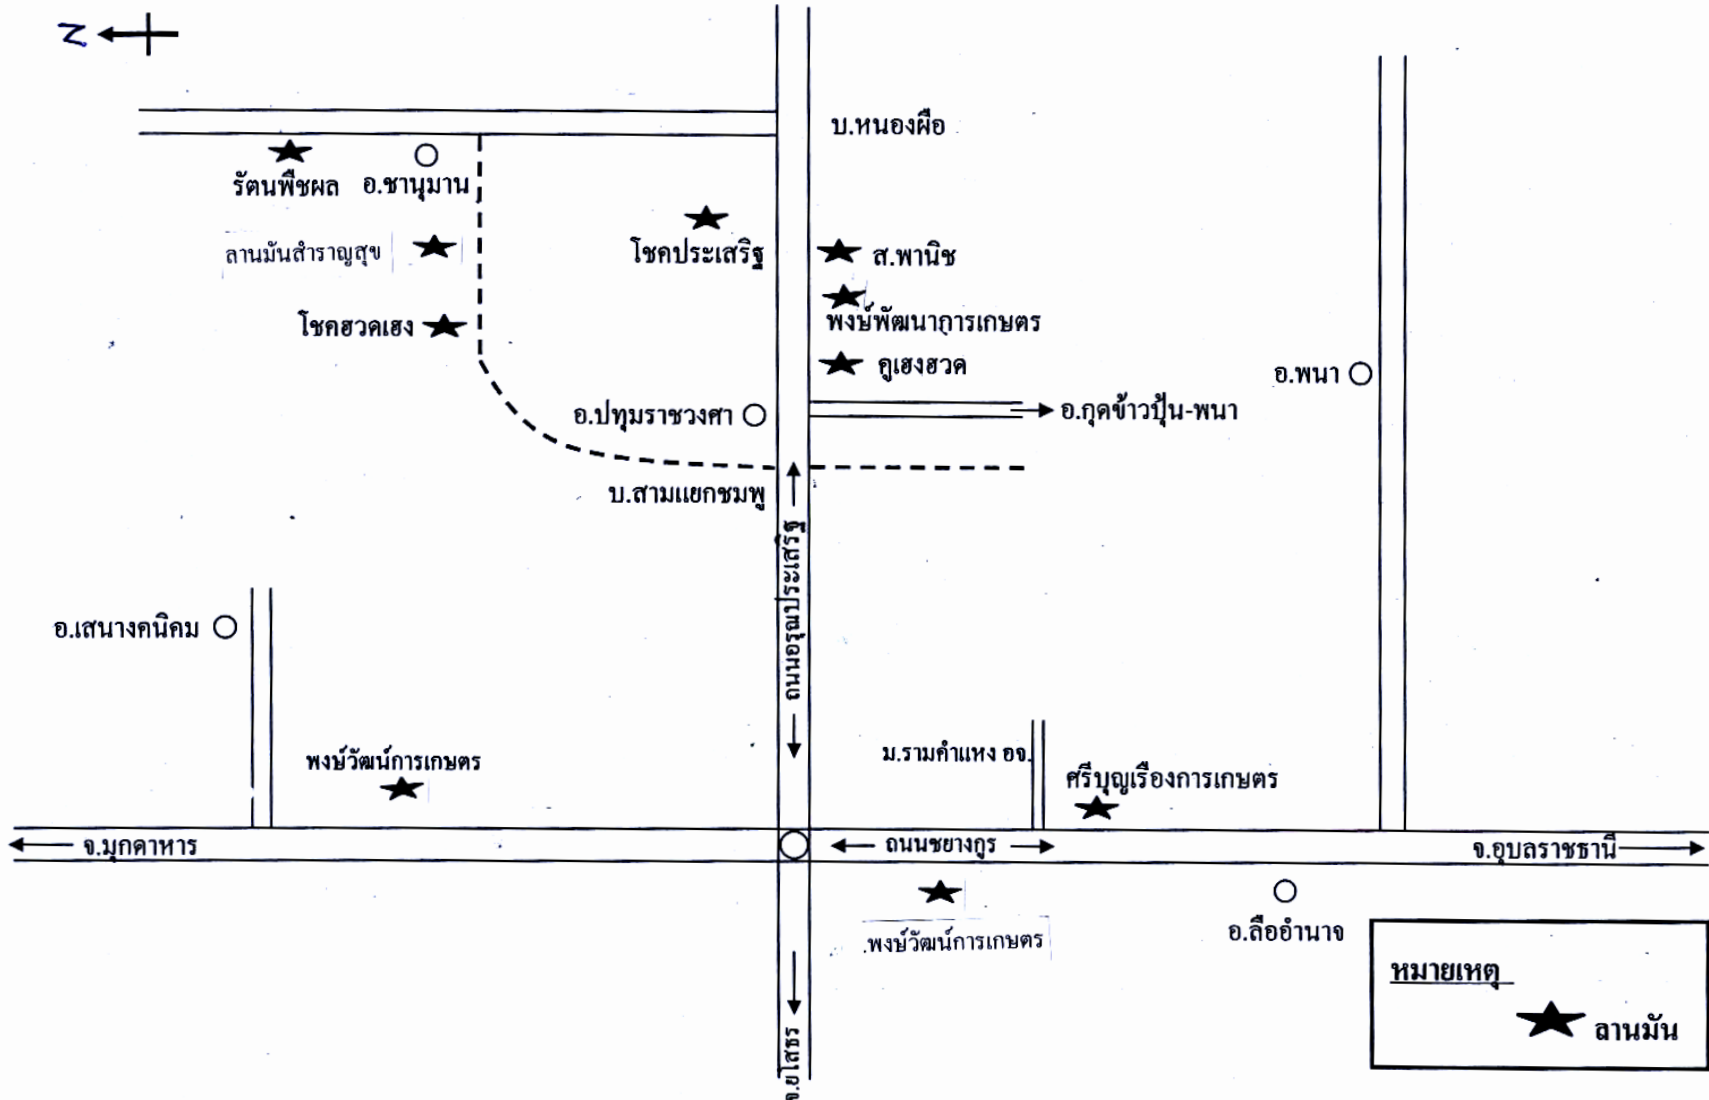 N
บ.หนองผือ
รัตนพืชผล
อ.ชานุมาน
ลานมันสำราญสุข
โชคประเสริฐ
ส.พานิช
พงษ์พัฒนาการเกษตร
โชคฮวดเฮง
คูเฮงฮวด
อ.พนา
อ.ปทุมราชวงศา
อ.กุดข้าวปุ้น-พนา
บ.สามแยกชมพู
ถนนอรุณประเสริฐ
อ.เสนางคนิคม
พงษ์วัฒน์การเกษตร
ม.รามคำแหง อจ.
ศรีบุญเรืองการเกษตร
จ.มุกดาหาร
ถนนชยางกูร
จ.อุบลราชธานี
พงษ์วัฒน์การเกษตร
อ.ลืออำนาจ
จ.ยโสธร
หมายเหตุ
ลานมัน